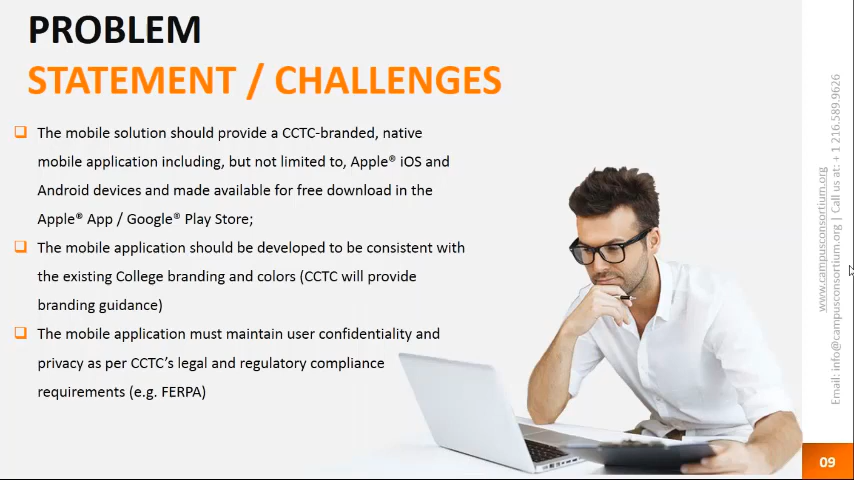 PROBLEM
STATEMENT / CHALLENGES
The mobile solution should provide a CCTC-branded, native
mobile application including, but not limited to, Apple® iOS and
Android devices and made available for free download in the
Apple® App / Google® Play Store;
The mobile application should be developed to be consistent with
the existing College branding and colors (CCTC will provide
branding guidance)
The mobile application must maintain user confidentiality and
privacy as per CCTC’s legal and regulatory compliance
requirements (e.g. FERPA)
www.campusconsortium.org
Email: info@campusconsortium.org | Call us at: + 1 216.589.9626
09